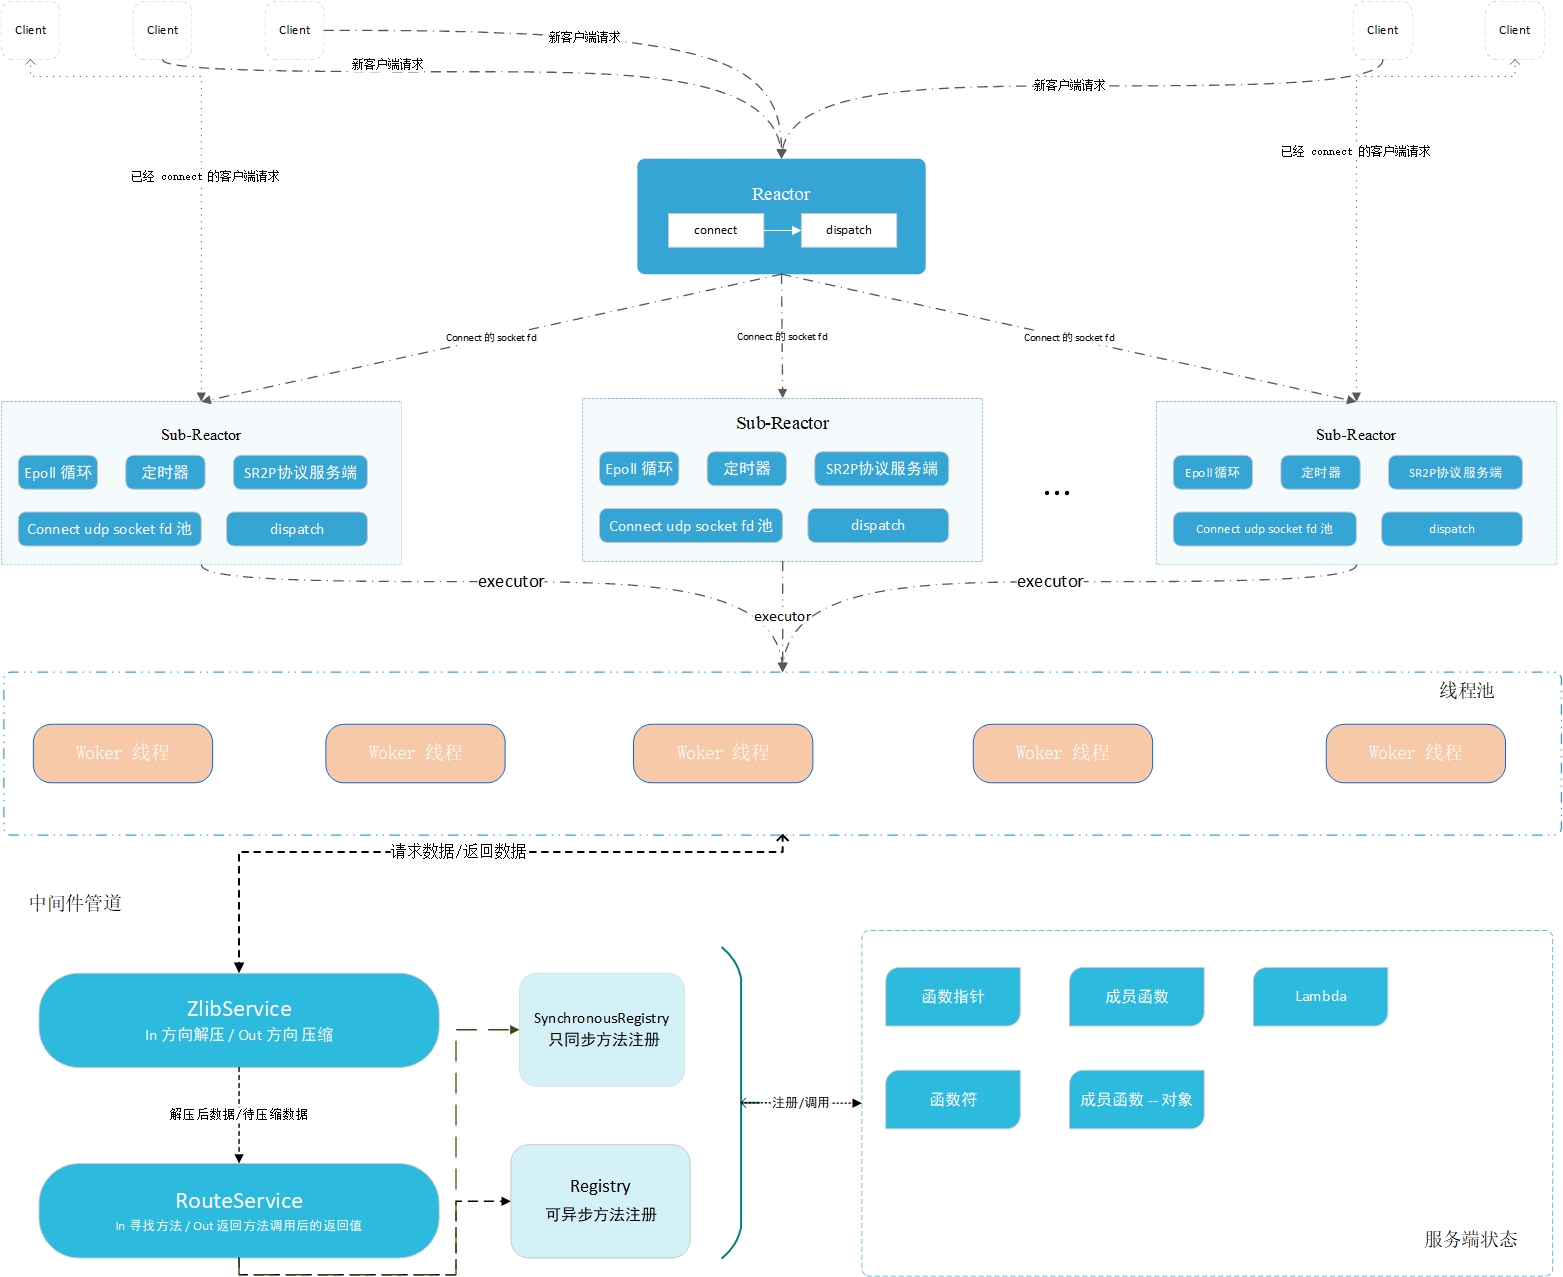 Client
Client
Client
Client
Client
新客户端请求
新客户端请求
新客户端请求
已经 connect 的客户端请求
已经 connect 的客户端请求
Reactor
connect
dispatch
Connect 的 socket fd
Connect 的 socket fd
Connect 的 socket fd
Sub-Reactor
Epoll 循环
定时器
SR2P协议服务端
Connect udp socket fd 池
dispatch
Sub-Reactor
Epoll 循环
定时器
SR2P协议服务端
Connect udp socket fd 池
dispatch
...
Sub-Reactor
Epoll 循环
定时器
SR2P协议服务端
Connect udp socket fd 池
dispatch
executor
executor
executor
线程池
Woker 线程
Woker 线程
Woker 线程
Woker 线程
Woker 线程
请求数据/返回数据
中间件管道
ZlibService
In 方向解压 / Out 方向 压缩
解压后数据/待压缩数据
RouteService
In 寻找方法 / Out 返回方法调用后的返回值
SynchronousRegistry
只同步方法注册
Registry
可异步方法注册
注册/调用
函数指针
成员函数
Lambda
函数符
成员函数 -- 对象
服务端状态